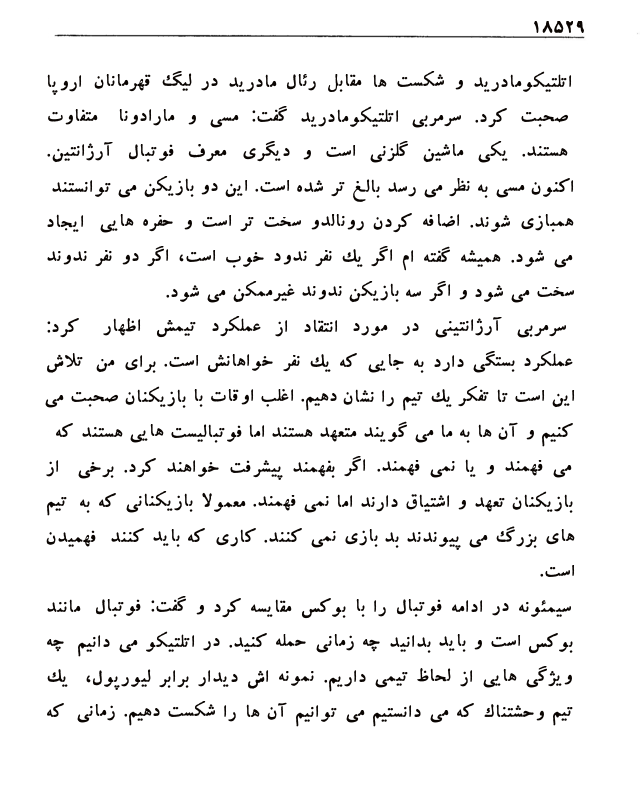 ۱۸۵۲۹
اتلتیکومادرید و شکست ها مقابل رئال مادرید در لیگ قهرمانان اروپا
صحبت کرد. سرمربی اتلتیکومادرید گفت: مسی و مارادونا متفاوت
هستند. یکی ماشین گلزنی است و دیگری معرف فوتبال آرژانتین.
اکنون مسی به نظر می رسد بالغ تر شده است. این دو بازیکن می توانستند
همبازی شوند. اضافه کردن رونالدو سخت تر است و حفره هایی ایجاد
می شود. همیشه گفته ام اگر یك نفر ندود خوب است، اگر دو نفر ندوند
سخت می شود و اگر سه بازیکن ندوند غیرممکن می شود.
سرمربی آرژانتینی در مورد انتقاد از عملکرد تیمش اظهار کرد:
عملکرد بستگی دارد به جایی که یك نفر خواهانش است. برای من تلاش
این است تا تفکر یك تیم را نشان دهیم. اغلب اوقات با بازیکنان صحبت می
کنیم و آن ها به ما می گویند متعهد هستند اما فوتبالیست هایی هستند که
می فهمند و یا نمی فهمند. اگر بفهمند پیشرفت خواهند کرد. برخی از
بازیکنان تعهد و اشتیاق دارند اما نمی فهمند. معمولا بازیکنانی که به تیم
های بزرگ می پیوندند بد بازی نمی کنند. کاری که باید کنند فهمیدن
است.
سیمئونه در ادامه فوتبال را با بوکس مقایسه کرد و گفت: فوتبال مانند
بوکس است و باید بدانید چه زمانی حمله کنید. در اتلتیکو می دانیم چه
ویژگی هایی از لحاظ تیمی داریم. نمونه اش دیدار برابر لیورپول، یك
تیم وحشتناك که می دانستیم می توانیم آن ها را شکست دهیم. زمانی که